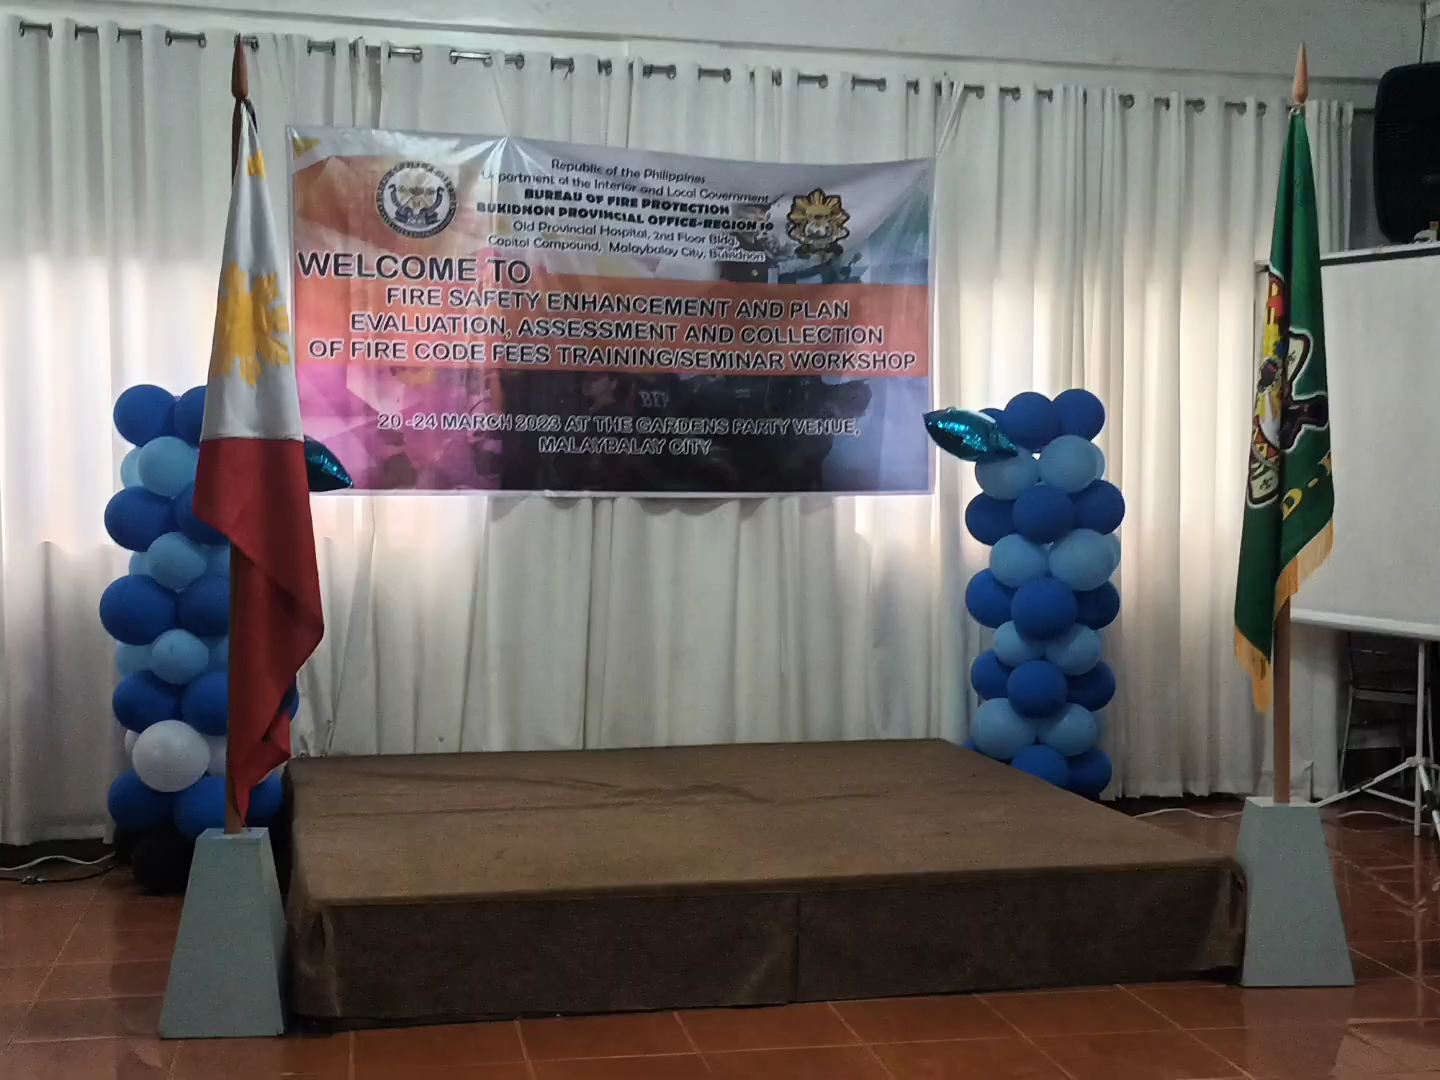 Republic of the Philippines
Department of the Interior and Local Government
BUREAU OF FIRE PROTECTION
BUKIDNON PROVINCIAL OFFICE-REGION 10
Old Provincial Hospital, 2nd Floor Bldg.
Capitol Compound, Malaybalay City, Bukidnon
WELCOME TO
FIRE SAFETY ENHANCEMENT AND PLAN
EVALUATION, ASSESSMENT AND COLLECTION
OF FIRE CODE FEES TRAINING/SEMINAR WORKSHOP
BFP
20-24 MARCH 2023 AT THE GARDENS PARTY VENUE,
MALAYBALAY CITY